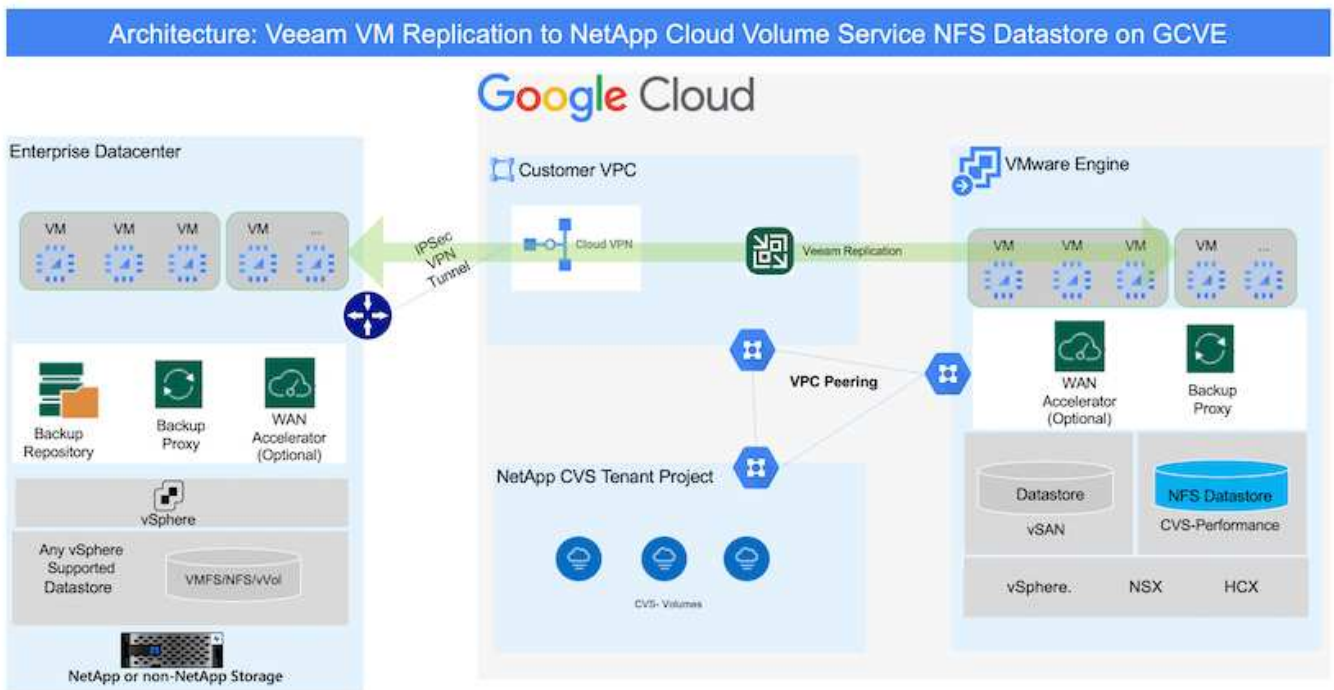 Architecture: Veeam VM Replication to NetApp Cloud Volume Service NFS Datastore on GCVE
Google Cloud
Enterprise Datacenter
VM
VM
VM
VM
...
IPSec
VPN
Tunnel
Backup
Repository
Backup
Proxy
WAN
Accelerator
(Optional)
vSphere
Any vSphere
Supported
Datastore
VMFS/NFS/vVol
NetApp or non-NetApp Storage
Customer VPC
Cloud VPN
Veeam Replication
VPC Peering
NetApp CVS Tenant Project
CVS- Volumes
VMware Engine
VM
VM
VM
VM
...
WAN
Accelerator
(Optional)
Backup
Proxy
Datastore
vSAN
NFS Datastore
CVS-Performance
vSphere.
NSX
HCX